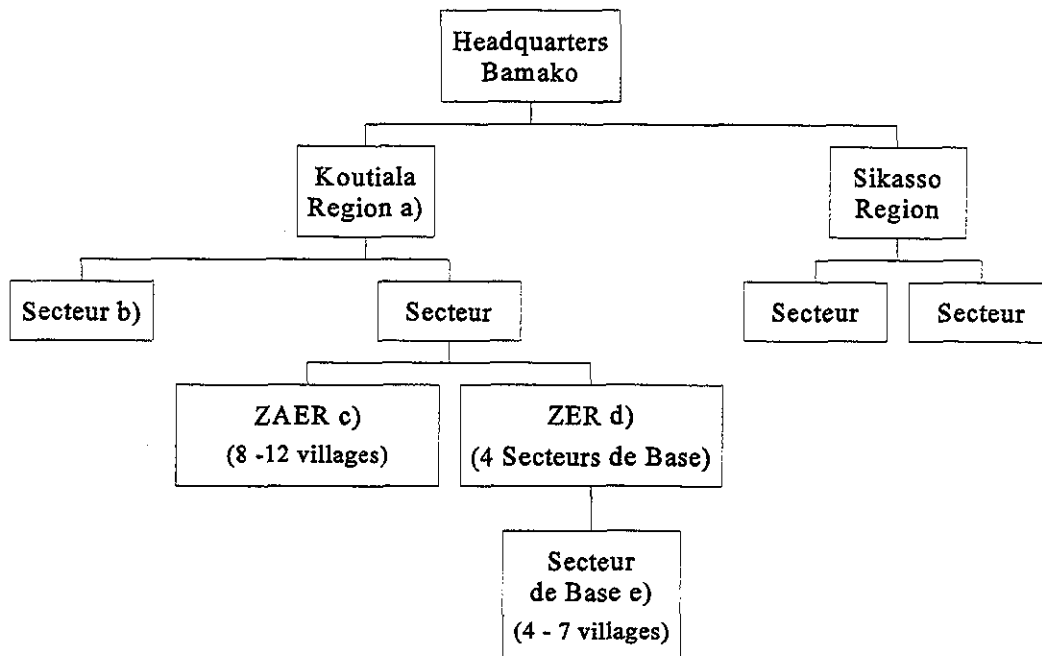 Headquarters
Bamako
Koutiala
Region a)
Sikasso
Region
Secteur b)
Secteur
Secteur
Secteur
ZAER c)
(8 -12 villages)
ZER d)
(4 Secteurs de Base)
Secteur
de Base e)
(4 - 7 villages)